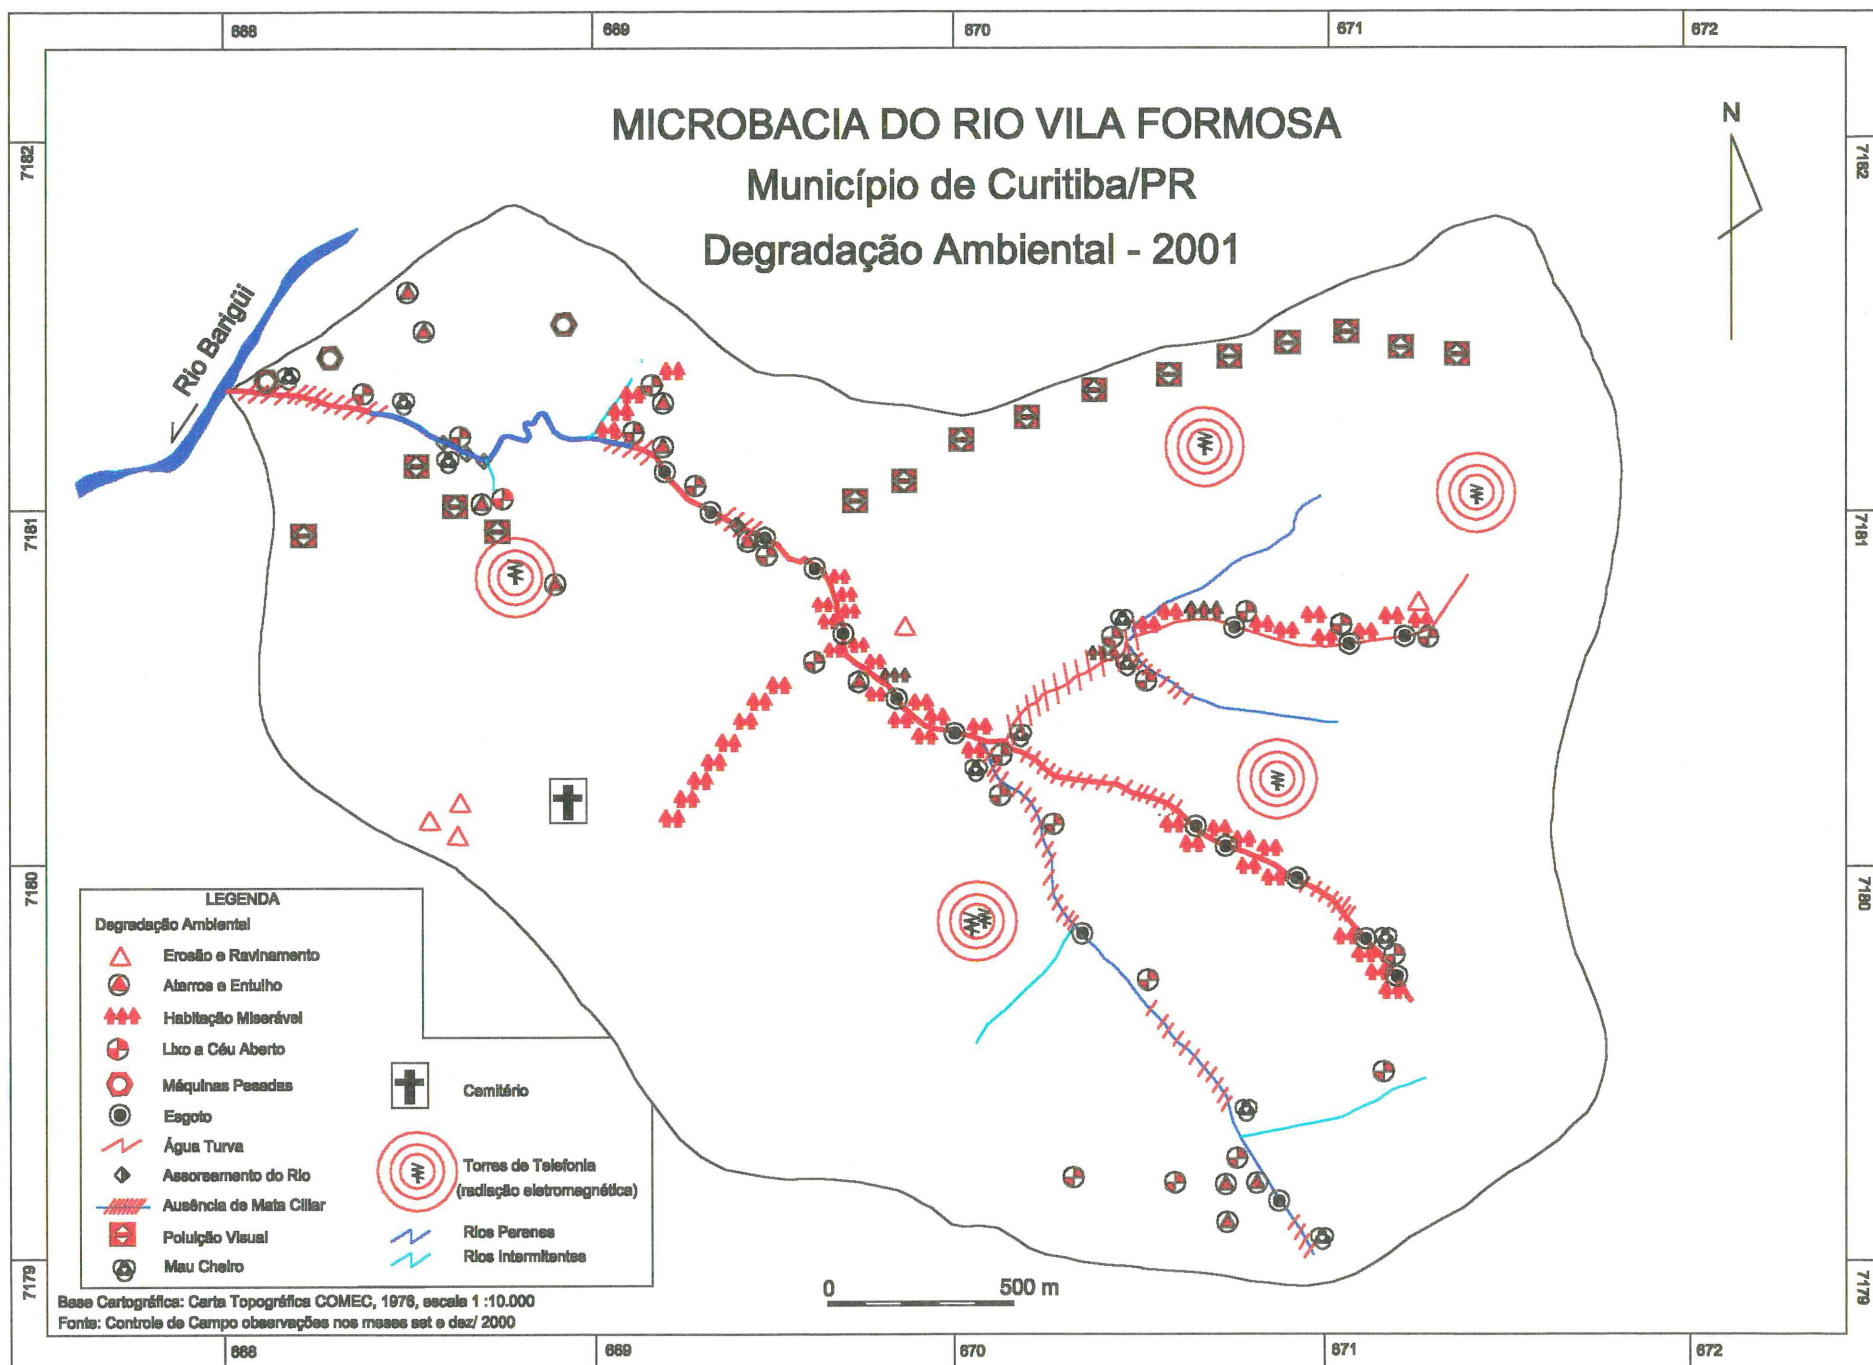 668 669 670 671 672
MICROBACIA DO RIO VILA FORMOSA
Município de Curitiba/PR
Degradação Ambiental - 2001
N
7182 7182
Rio Barigüi
7181 7181
7180 7180
LEGENDA
Degradação Ambiental
Erosão e Ravinamento
Aterros e Entulho
Habitação Miserável
Lixo a Céu Aberto
Máquinas Pesadas
Esgoto
Água Turva
Assoreamento do Rio
Ausência de Mata Ciliar
Poluição Visual
Mau Cheiro
Cemitério
Torres de Telefonia
(radiação eletromagnética)
Rios Perenes
Rios Intermitentes
7179 7179
0 500 m
Base Cartográfica: Carta Topográfica COMEC, 1976, escala 1 :10.000
Fonte: Controle de Campo observações nos meses set e dez/ 2000
668 669 670 671 672